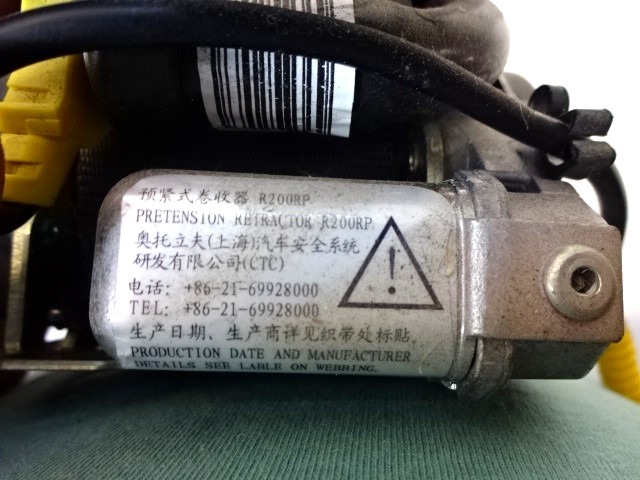 预紧式卷收器 R200RP
PRETENSION RETRACTOR R200RP
奥托立夫(上海)汽车安全系统
研发有限公司(CTC)
电话: +86-21-69928000
TEL: +86-21-69928000
生产日期、生产商详见织带处标贴.
PRODUCTION DATE AND MANUFACTURER
DETAILS SEE LABLE ON WEBBING.